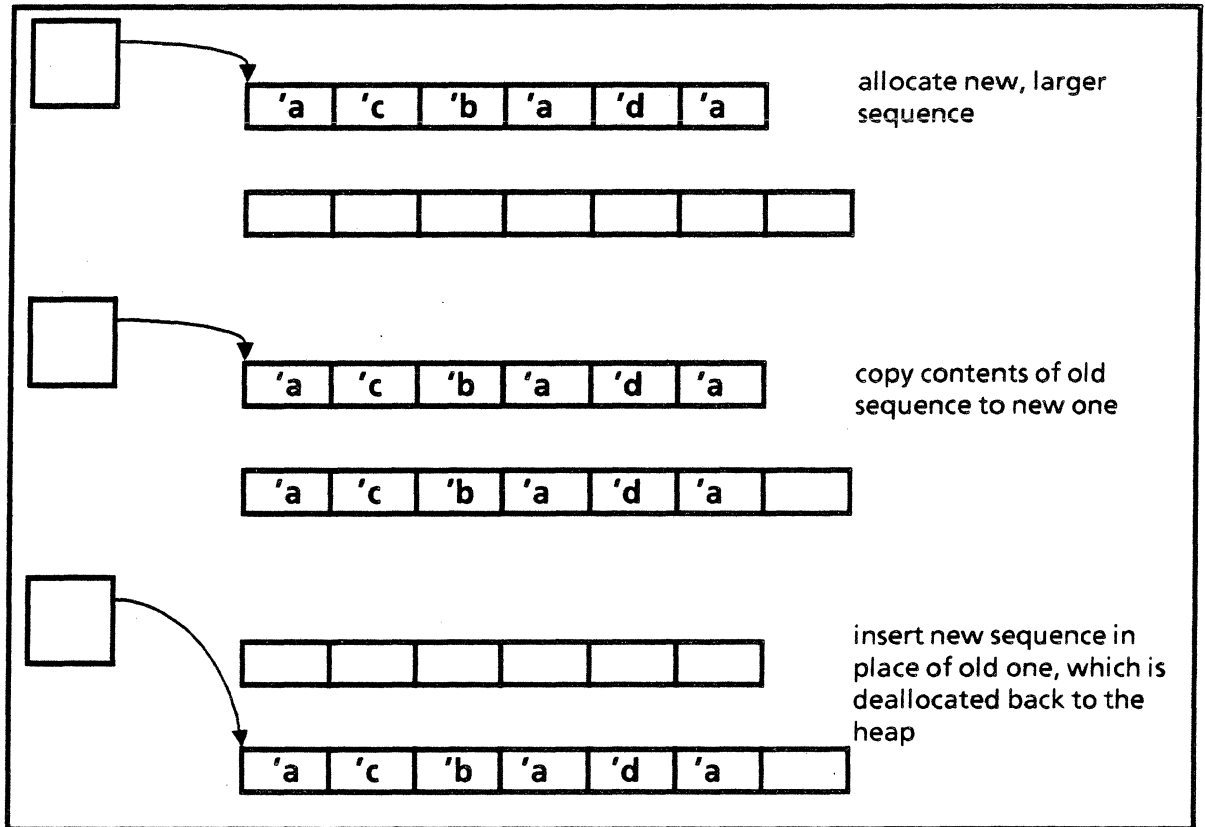 'a 'c 'b 'a 'd 'a
allocate new, larger
sequence
'a 'c 'b 'a 'd 'a
copy contents of old
sequence to new one
'a 'c 'b 'a 'd 'a
insert new sequence in
place of old one, which is
deallocated back to the
heap
'a 'c 'b 'a 'd 'a